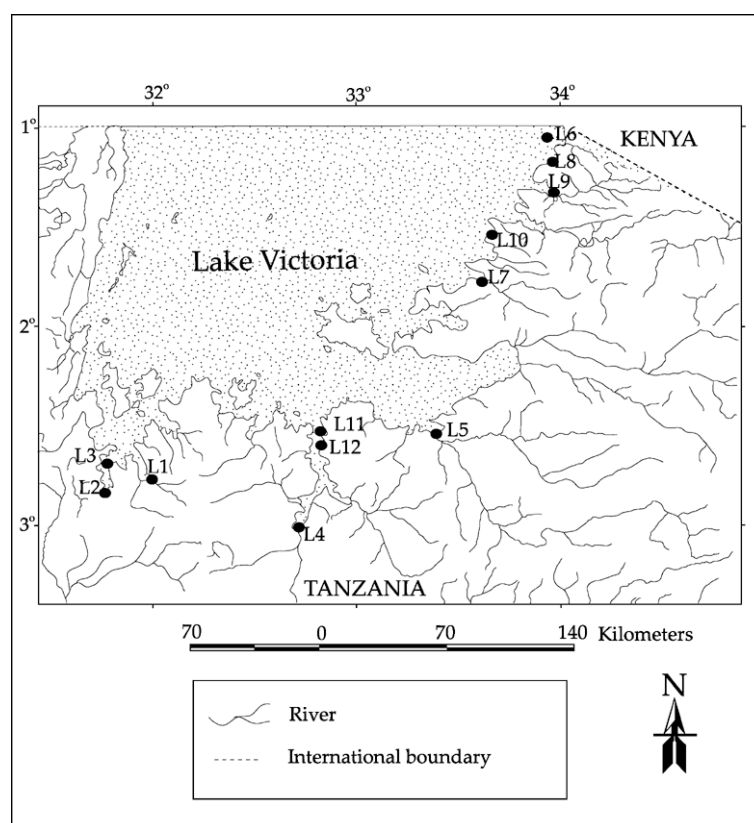 32° 33° 34°
1°
L6
KENYA
L8
L9
L10
Lake Victoria
L7
2°
L11
L5
L12
L3
L1
L2
3°
L4
TANZANIA
70 0 70 140 Kilometers
N
River
International boundary